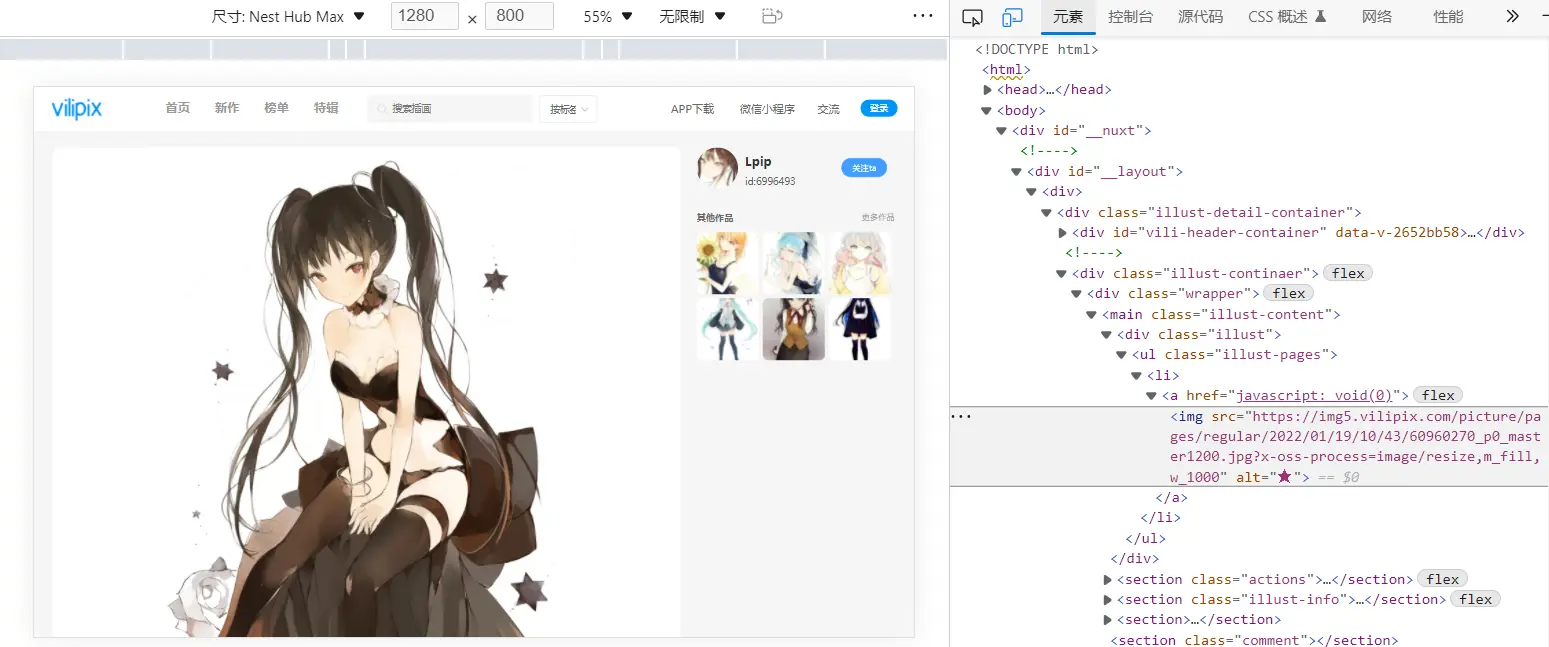 尺寸: Nest Hub Max ▼ 1280 × 800 55% ▼ 无限制 ▼ ···
vilipix 首页 新作 榜单 特辑 搜索插画 按标签 APP下载 微信小程序 交流 登录
Lpip
id:6996493
关注ta
其他作品 更多作品
元素 控制台 源代码 CSS 概述 网络 性能
<!DOCTYPE html>
<html>
▶<head>…</head>
▼<body>
▼<div id="__nuxt">
<!---->
▼<div id="__layout">
▼<div>
▼<div class="illust-detail-container">
▶<div id="vili-header-container" data-v-2652bb58>…</div>
<!---->
▼<div class="illust-continaer"> flex
▼<div class="wrapper"> flex
▼<main class="illust-content">
▼<div class="illust">
▼<ul class="illust-pages">
▼<li>
▼<a href="javascript: void(0)"> flex
··· <img src="https://img5.vilipix.com/picture/pa
ges/regular/2022/01/19/10/43/60960270_p0_mast
er1200.jpg?x-oss-process=image/resize,m_fill,
w_1000" alt="★"> == $0
</a>
</li>
</ul>
</div>
▶<section class="actions">…</section> flex
▶<section class="illust-info">…</section> flex
▶<section>…</section>
<section class="comment"></section>